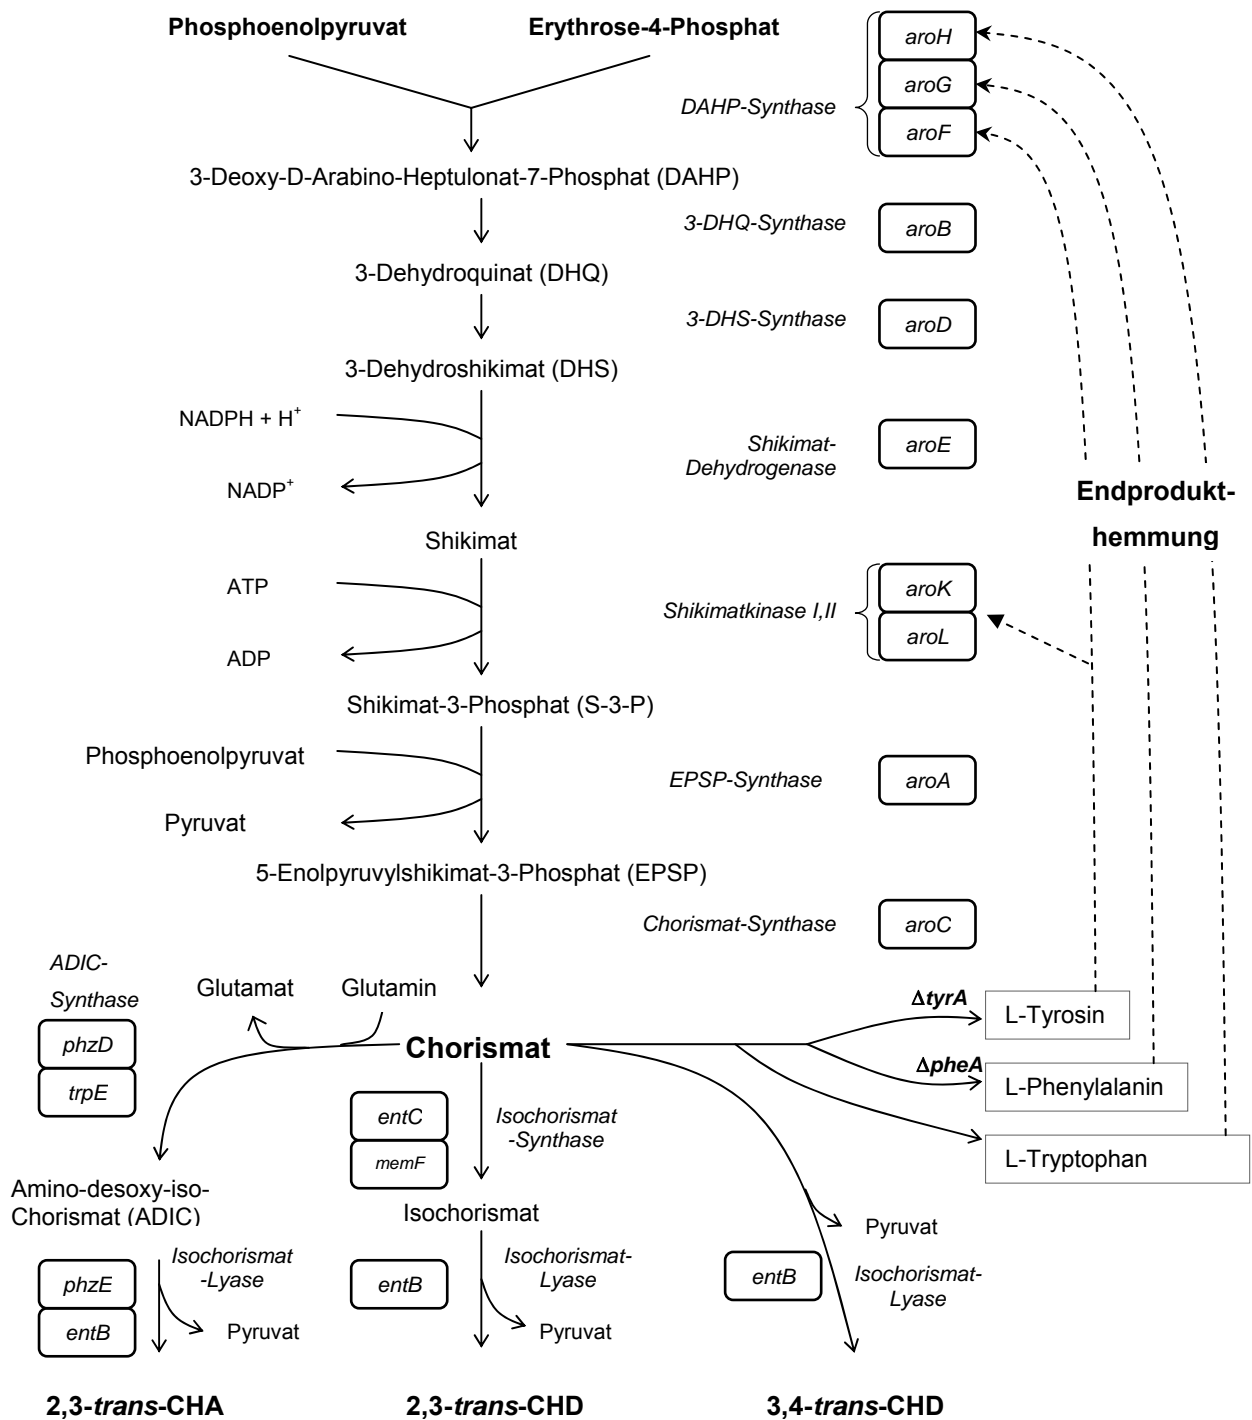 Phosphoenolpyruvat
Erythrose-4-Phosphat
aroH
aroG
DAHP-Synthase
aroF
3-Deoxy-D-Arabino-Heptulonat-7-Phosphat (DAHP)
3-DHQ-Synthase
aroB
3-Dehydroquinat (DHQ)
3-DHS-Synthase
aroD
3-Dehydroshikimat (DHS)
NADPH + H⁺
NADP⁺
Shikimat-
Dehydrogenase
aroE
Endprodukt-
hemmung
Shikimat
ATP
ADP
Shikimatkinase I,II
aroK
aroL
Shikimat-3-Phosphat (S-3-P)
Phosphoenolpyruvat
Pyruvat
EPSP-Synthase
aroA
5-Enolpyruvylshikimat-3-Phosphat (EPSP)
Chorismat-Synthase
aroC
ADIC-
Synthase
phzD
trpE
Glutamat
Glutamin
Chorismat
ΔtyrA
L-Tyrosin
ΔpheA
L-Phenylalanin
L-Tryptophan
entC
memF
Isochorismat
-Synthase
Amino-desoxy-iso-
Chorismat (ADIC)
Isochorismat
Pyruvat
phzE
entB
Isochorismat
-Lyase
Pyruvat
entB
Isochorismat-
Lyase
Pyruvat
entB
Isochorismat-
Lyase
2,3-trans-CHA
2,3-trans-CHD
3,4-trans-CHD